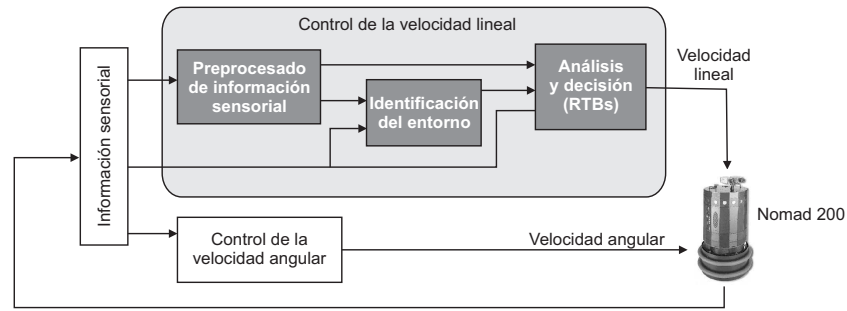 Control de la velocidad lineal
Información sensorial
Preprocesado
de información
sensorial
Identificación
del entorno
Análisis
y decisión
(RTBs)
Velocidad
lineal
Nomad 200
Control de la
velocidad angular
Velocidad angular